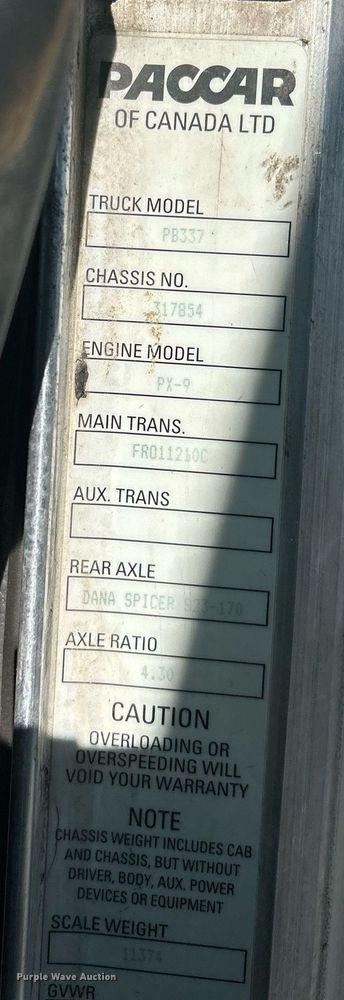 PACCAR
OF CANADA LTD
TRUCK MODEL
PB337
CHASSIS NO.
317854
ENGINE MODEL
PX-9
MAIN TRANS.
FRO11210C
AUX. TRANS
REAR AXLE
DANA SPICER S23-170
AXLE RATIO
4.30
CAUTION
OVERLOADING OR
OVERSPEEDING WILL
VOID YOUR WARRANTY
NOTE
CHASSIS WEIGHT INCLUDES CAB
AND CHASSIS, BUT WITHOUT
DRIVER, BODY, AUX. POWER
DEVICES OR EQUIPMENT
SCALE WEIGHT
11374
GVWR
Purple Wave Auction